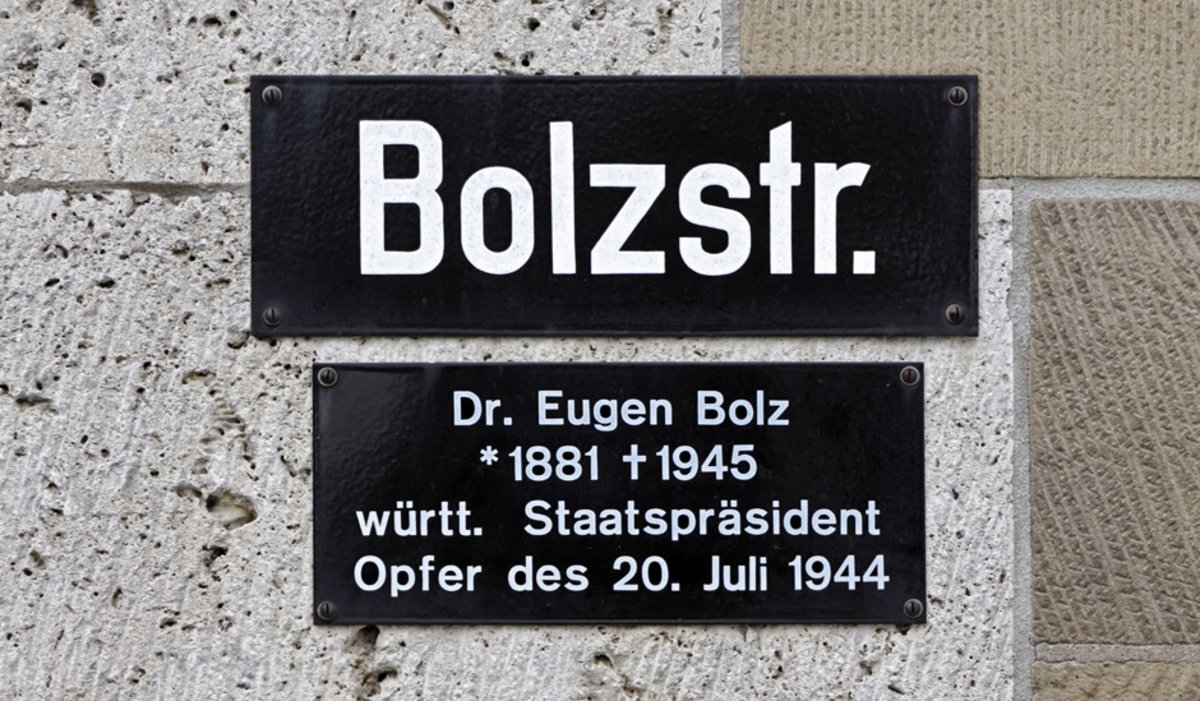 Bolzstr.
Dr. Eugen Bolz
* 1881 † 1945
württ. Staatspräsident
Opfer des 20. Juli 1944